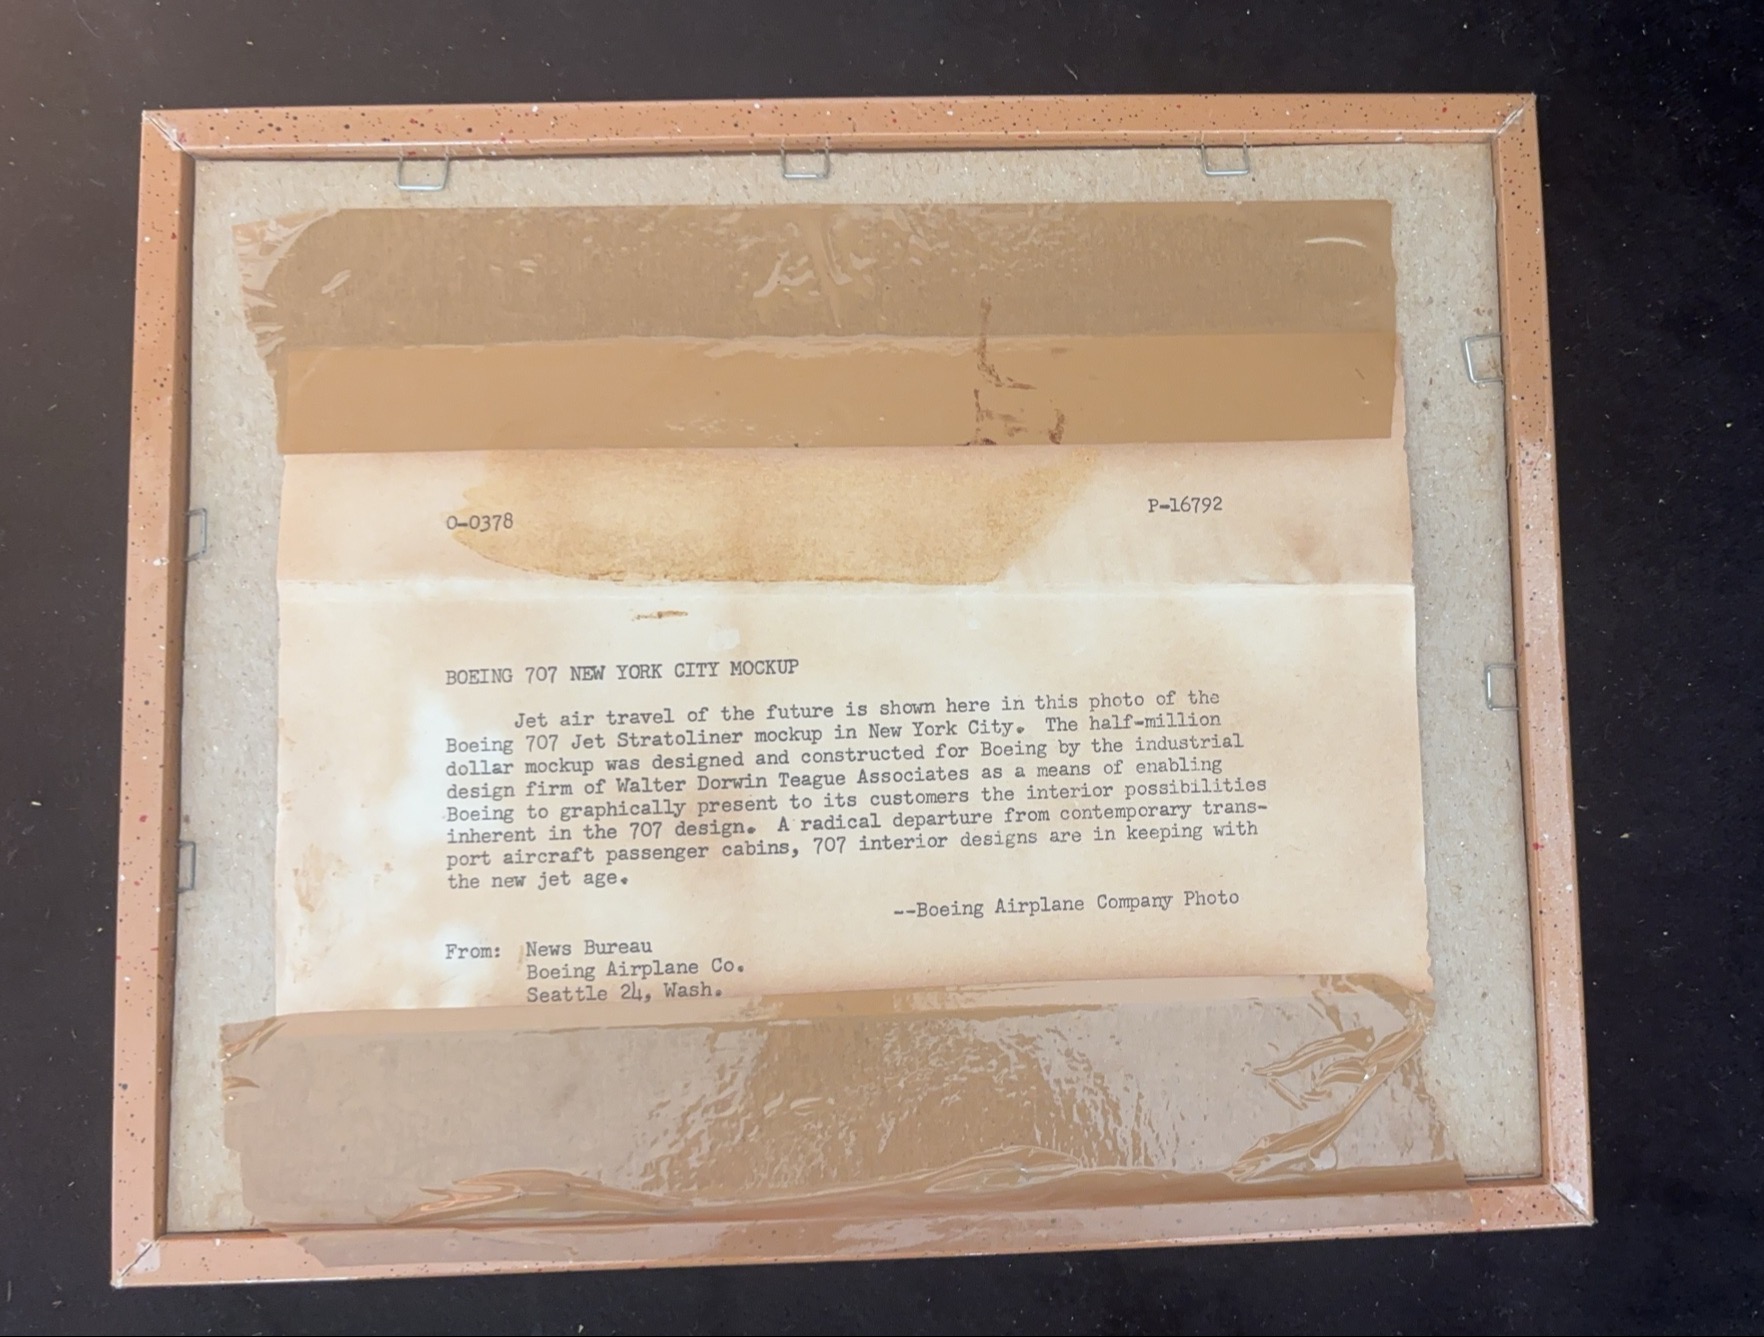 O-0378
P-16792
BOEING 707 NEW YORK CITY MOCKUP
Jet air travel of the future is shown here in this photo of the
Boeing 707 Jet Stratoliner mockup in New York City. The half-million
dollar mockup was designed and constructed for Boeing by the industrial
design firm of Walter Dorwin Teague Associates as a means of enabling
Boeing to graphically present to its customers the interior possibilities
inherent in the 707 design. A radical departure from contemporary trans-
port aircraft passenger cabins, 707 interior designs are in keeping with
the new jet age.
--Boeing Airplane Company Photo
From: News Bureau
Boeing Airplane Co.
Seattle 24, Wash.